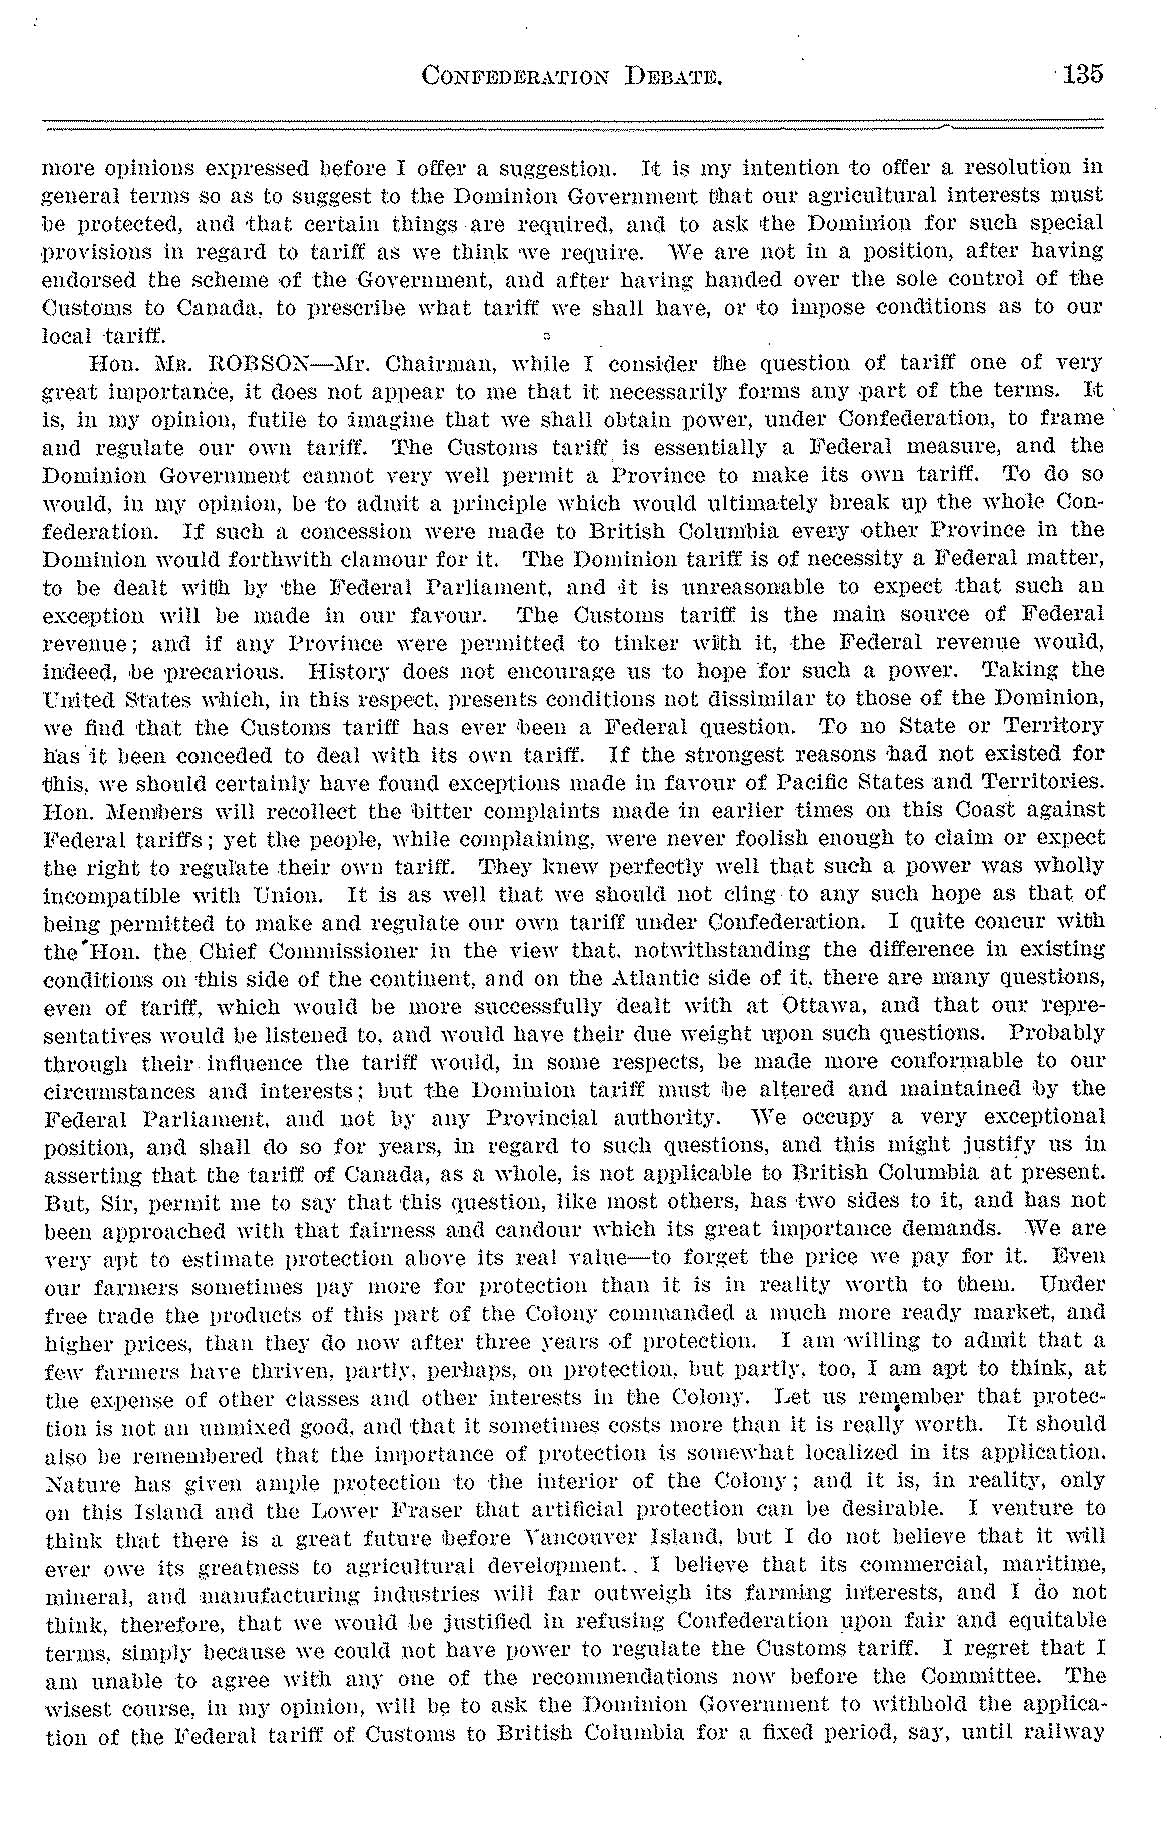 CONFEDERATION DEBATE. 135
more opinions expressed before I offer a suggestion. It is my intention to offer a resolution in
general terms so as to suggest to the Dominion Government that our agricultural interests must
be protected, and that certain things are required, and to ask the Dominion for such special
provisions in regard to tariff as we think we require. We are not in a position, after having
endorsed the scheme of the Government, and after having handed over the sole control of the
Customs to Canada, to prescribe what tariff we shall have, or to impose conditions as to our
local tariff.
Hon. MR. ROBSON—Mr. Chairman, while I consider the question of tariff one of very
great importance, it does not appear to me that it necessarily forms any part of the terms. It
is, in my opinion, futile to imagine that we shall obtain power, under Confederation, to frame
and regulate our own tariff. The Customs tariff is essentially a Federal measure, and the
Dominion Government cannot very well permit a Province to make its own tariff. To do so
would, in my opinion, be to admit a principle which would ultimately break up the whole Con-
federation. If such a concession were made to British Columbia every other Province in the
Dominion would forthwith clamour for it. The Dominion tariff is of necessity a Federal matter,
to be dealt with by the Federal Parliament, and it is unreasonable to expect that such an
exception will be made in our favour. The Customs tariff is the main source of Federal
revenue; and if any Province were permitted to tinker with it, the Federal revenue would,
indeed, be precarious. History does not encourage us to hope for such a power. Taking the
United States which, in this respect, presents conditions not dissimilar to those of the Dominion,
we find that the Customs tariff has ever been a Federal question. To no State or Territory
has it been conceded to deal with its own tariff. If the strongest reasons had not existed for
this, we should certainly have found exceptions made in favour of Pacific States and Territories.
Hon. Members will recollect the bitter complaints made in earlier times on this Coast against
Federal tariffs; yet the people, while complaining, were never foolish enough to claim or expect
the right to regulate their own tariff. They knew perfectly well that such a power was wholly
incompatible with Union. It is as well that we should not cling to any such hope as that of
being permitted to make and regulate our own tariff under Confederation. I quite concur with
the Hon. the Chief Commissioner in the view that, notwithstanding the difference in existing
conditions on this side of the continent, and on the Atlantic side of it, there are many questions,
even of tariff, which would be more successfully dealt with at Ottawa, and that our repre-
sentatives would be listened to, and would have their due weight upon such questions. Probably
through their influence the tariff would, in some respects, be made more conformable to our
circumstances and interests; but the Dominion tariff must be altered and maintained by the
Federal Parliament, and not by any Provincial authority. We occupy a very exceptional
position, and shall do so for years, in regard to such questions, and this might justify us in
asserting that the tariff of Canada, as a whole, is not applicable to British Columbia at present.
But, Sir, permit me to say that this question, like most others, has two sides to it, and has not
been approached with that fairness and candour which its great importance demands. We are
very apt to estimate protection above its real value—to forget the price we pay for it. Even
our farmers sometimes pay more for protection than it is in reality worth to them. Under
free trade the products of this part of the Colony commanded a much more ready market, and
higher prices, than they do now after three years of protection. I am willing to admit that a
few farmers have thriven, partly, perhaps, on protection, but partly, too, I am apt to think, at
the expense of other classes and other interests in the Colony. Let us remember that protec-
tion is not an unmixed good, and that it sometimes costs more than it is really worth. It should
also be remembered that the importance of protection is somewhat localized in its application.
Nature has given ample protection to the interior of the Colony; and it is, in reality, only
on this Island and the Lower Fraser that artificial protection can be desirable. I venture to
think that there is a great future before Vancouver Island, but I do not believe that it will
ever owe its greatness to agricultural development. I believe that its commercial, maritime,
mineral, and manufacturing industries will far outweigh its farming interests, and I do not
think, therefore, that we would be justified in refusing Confederation upon fair and equitable
terms, simply because we could not have power to regulate the Customs tariff. I regret that I
am unable to agree with any one of the recommendations now before the Committee. The
wisest course, in my opinion, will be to ask the Dominion Government to withhold the applica-
tion of the Federal tariff of Customs to British Columbia for a fixed period, say, until railway